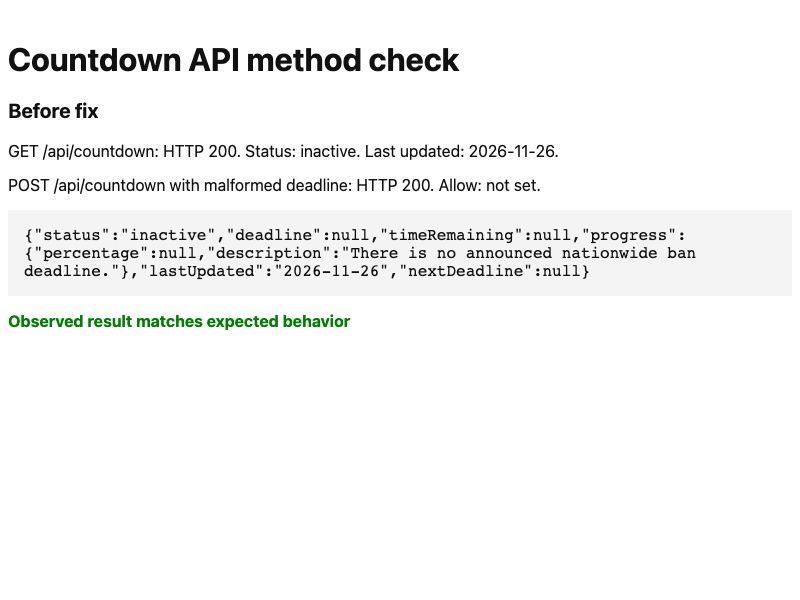 Countdown API method check
Before fix
GET /api/countdown: HTTP 200. Status: inactive. Last updated: 2026-11-26.
POST /api/countdown with malformed deadline: HTTP 200. Allow: not set.
{"status":"inactive","deadline":null,"timeRemaining":null,"progress":
{"percentage":null,"description":"There is no announced nationwide ban
deadline."},"lastUpdated":"2026-11-26","nextDeadline":null}
Observed result matches expected behavior